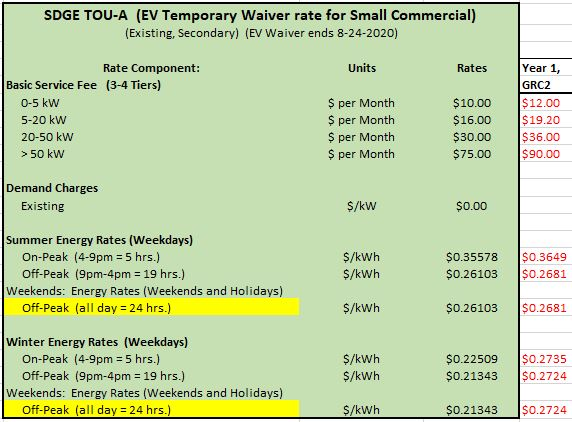 SDGE TOU-A (EV Temporary Waiver rate for Small Commercial)
(Existing, Secondary) (EV Waiver ends 8-24-2020)
Rate Component: Units Rates Year 1,
Basic Service Fee (3-4 Tiers) GRC2
0-5 kW $ per Month $10.00 $12.00
5-20 kW $ per Month $16.00 $19.20
20-50 kW $ per Month $30.00 $36.00
> 50 kW $ per Month $75.00 $90.00
Demand Charges
Existing $/kW $0.00
Summer Energy Rates (Weekdays)
On-Peak (4-9pm = 5 hrs.) $/kWh $0.35578 $0.3649
Off-Peak (9pm-4pm = 19 hrs.) $/kWh $0.26103 $0.2681
Weekends: Energy Rates (Weekends and Holidays)
Off-Peak (all day = 24 hrs.) $/kWh $0.26103 $0.2681
Winter Energy Rates (Weekdays)
On-Peak (4-9pm = 5 hrs.) $/kWh $0.22509 $0.2735
Off-Peak (9pm-4pm = 19 hrs.) $/kWh $0.21343 $0.2724
Weekends: Energy Rates (Weekends and Holidays)
Off-Peak (all day = 24 hrs.) $/kWh $0.21343 $0.2724